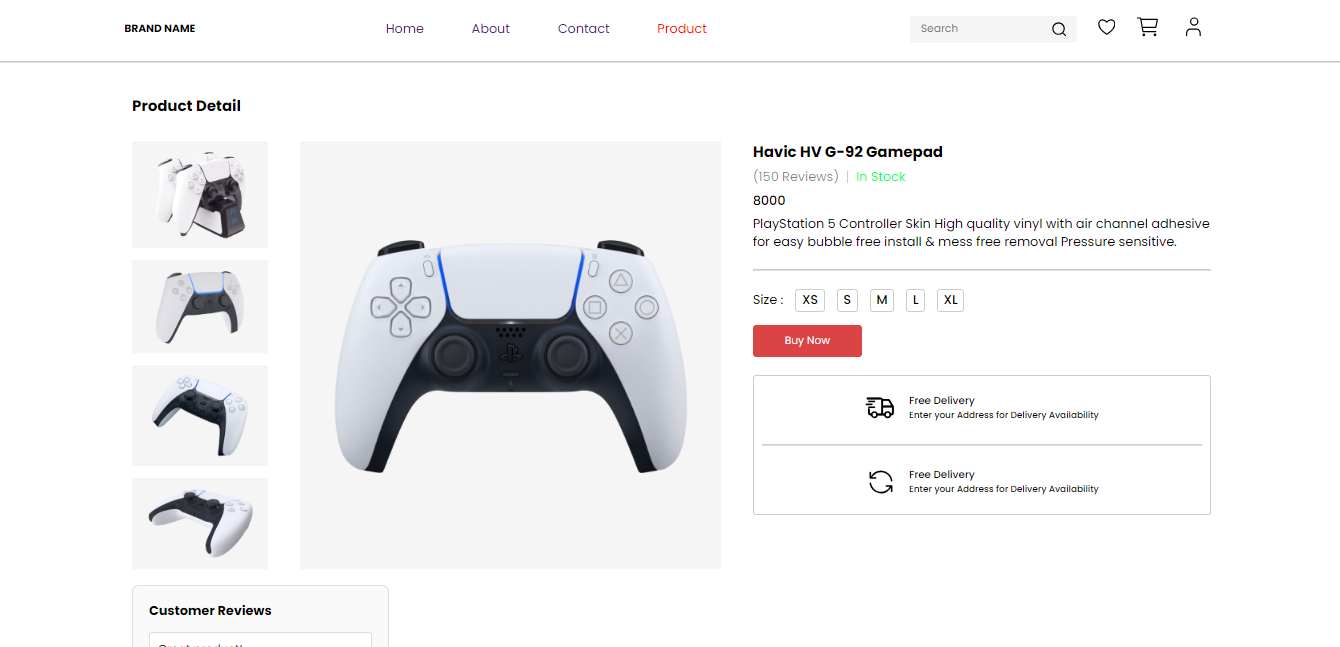 BRAND NAME
Home
About
Contact
Product
Search
Product Detail
Havic HV G-92 Gamepad
(150 Reviews) | In Stock
8000
PlayStation 5 Controller Skin High quality vinyl with air channel adhesive
for easy bubble free install & mess free removal Pressure sensitive.
Size : XS S M L XL
Buy Now
Free Delivery
Enter your Address for Delivery Availability
Free Delivery
Enter your Address for Delivery Availability
Customer Reviews
Great product!